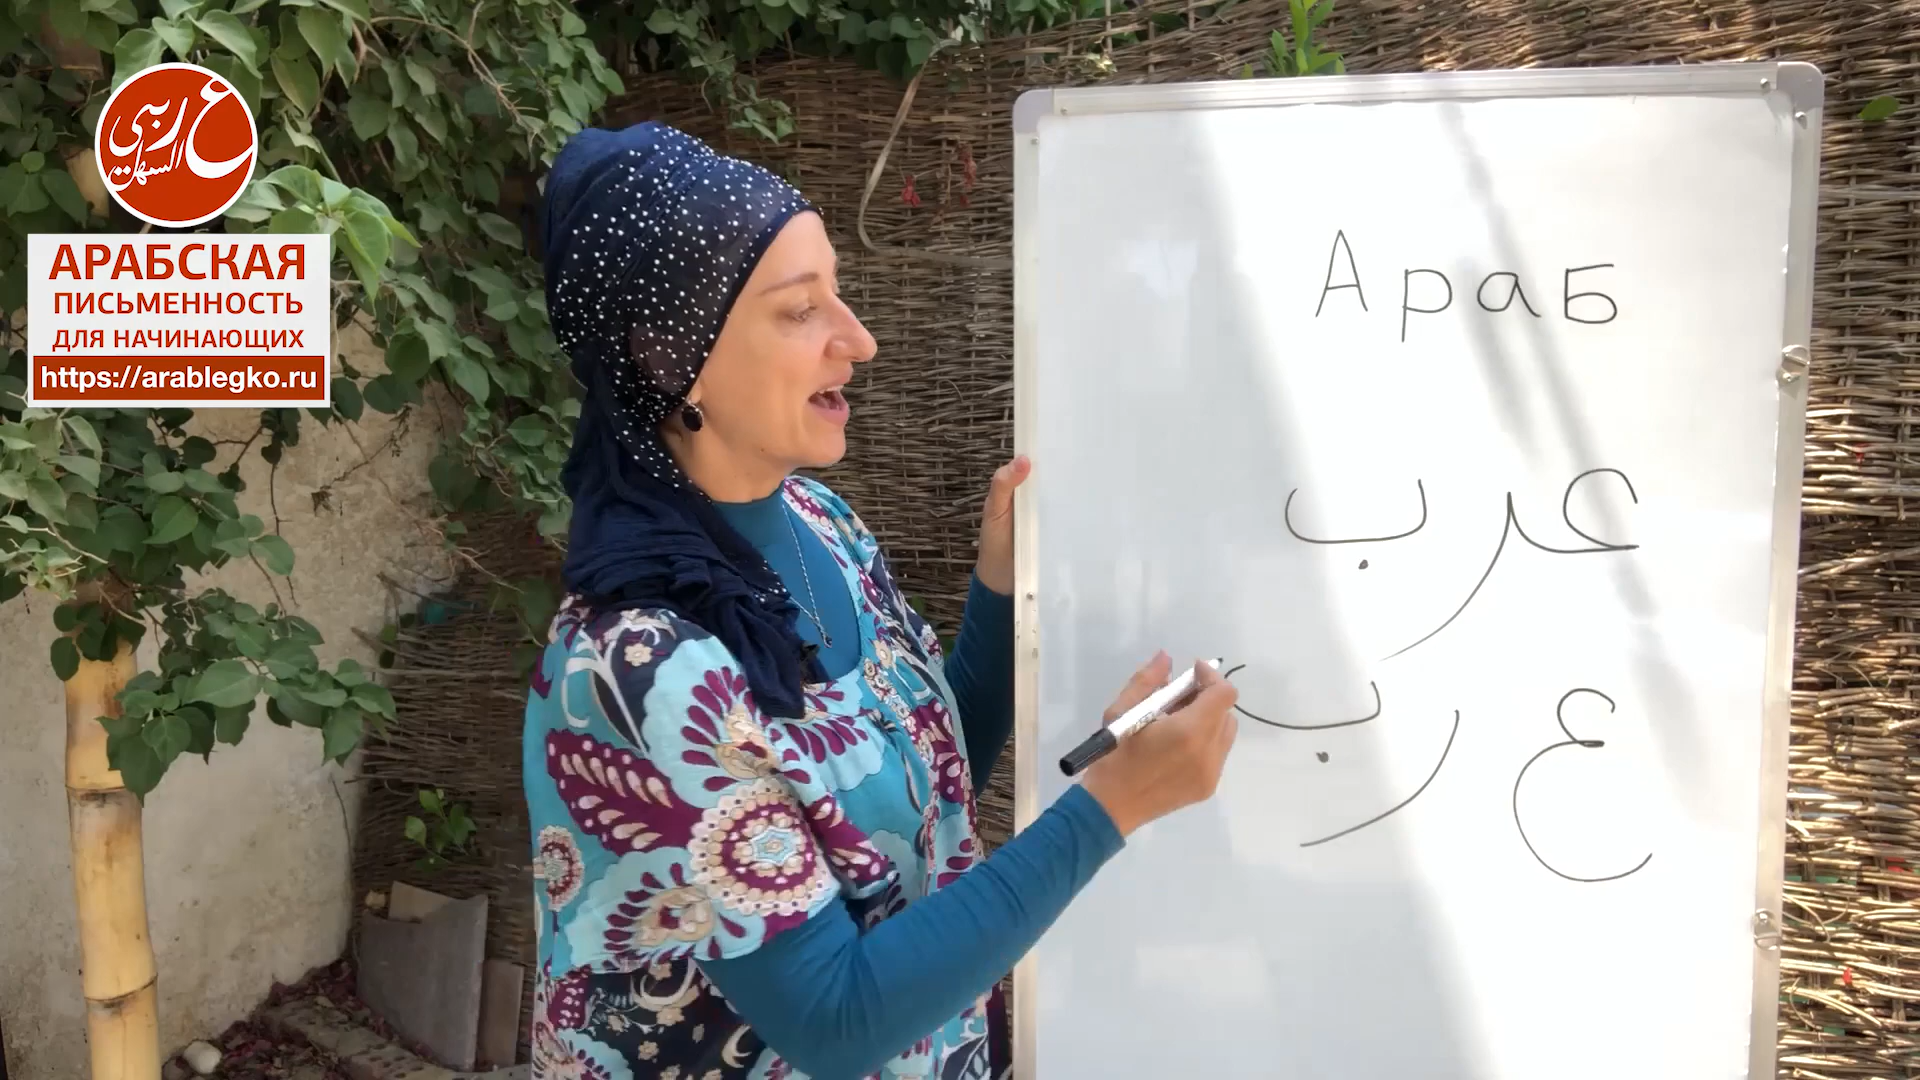 عربي
السهل
АРАБСКАЯ
ПИСЬМЕННОСТЬ
ДЛЯ НАЧИНАЮЩИХ
https://arablegko.ru
Араб
عرب
ع ر ب